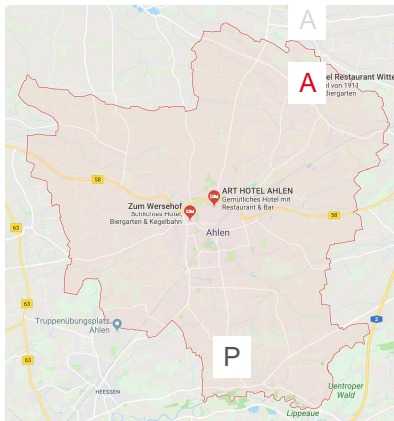 A
A
el Restaurant Witte
el von 1911
Biergarten
58
ART HOTEL AHLEN
Gemütliches Hotel mit
Restaurant & Bar
Zum Wersehof
Schlichtes Hotel,
Biergarten & Kegelbahn
58
63
Ahlen
63
58
2
Truppenübungsplatz
Ahlen
P
63
HEESSEN
Uentroper
Wald
Lippeaue